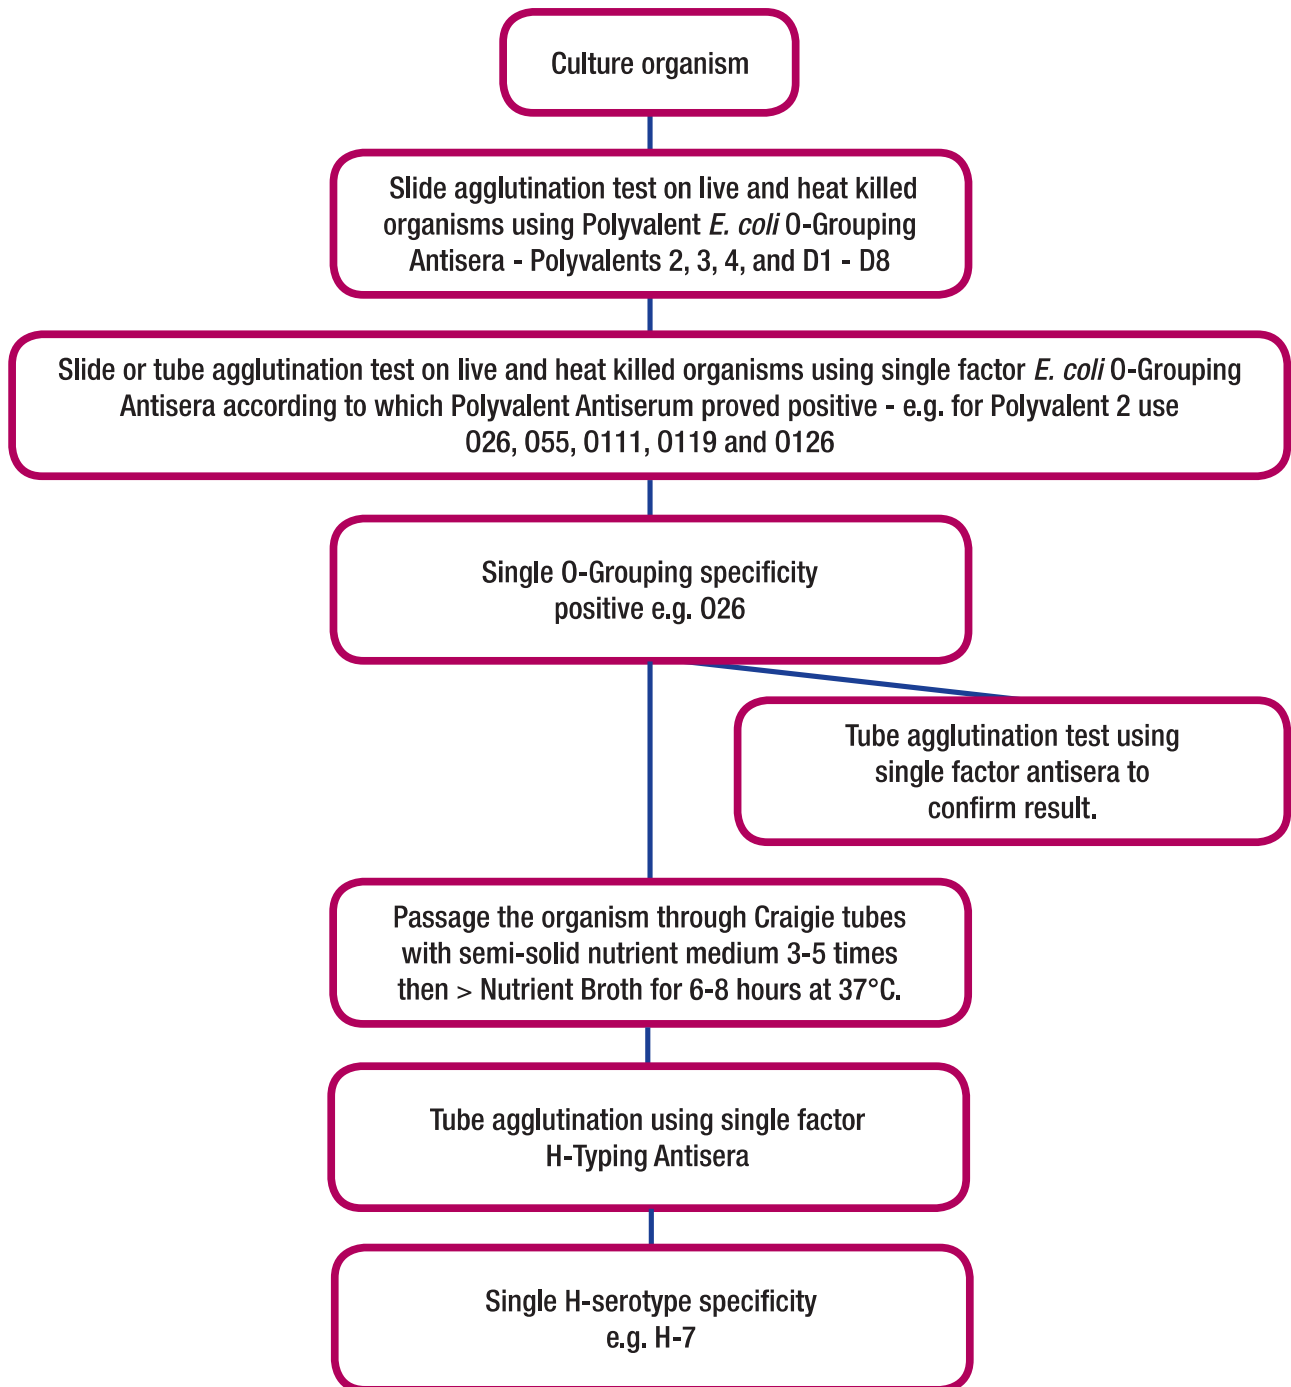 Culture organism
Slide agglutination test on live and heat killed
organisms using Polyvalent E. coli O-Grouping
Antisera - Polyvalents 2, 3, 4, and D1 - D8
Slide or tube agglutination test on live and heat killed organisms using single factor E. coli O-Grouping
Antisera according to which Polyvalent Antiserum proved positive - e.g. for Polyvalent 2 use
O26, O55, O111, O119 and O126
Single O-Grouping specificity
positive e.g. O26
Tube agglutination test using
single factor antisera to
confirm result.
Passage the organism through Craigie tubes
with semi-solid nutrient medium 3-5 times
then > Nutrient Broth for 6-8 hours at 37°C.
Tube agglutination using single factor
H-Typing Antisera
Single H-serotype specificity
e.g. H-7